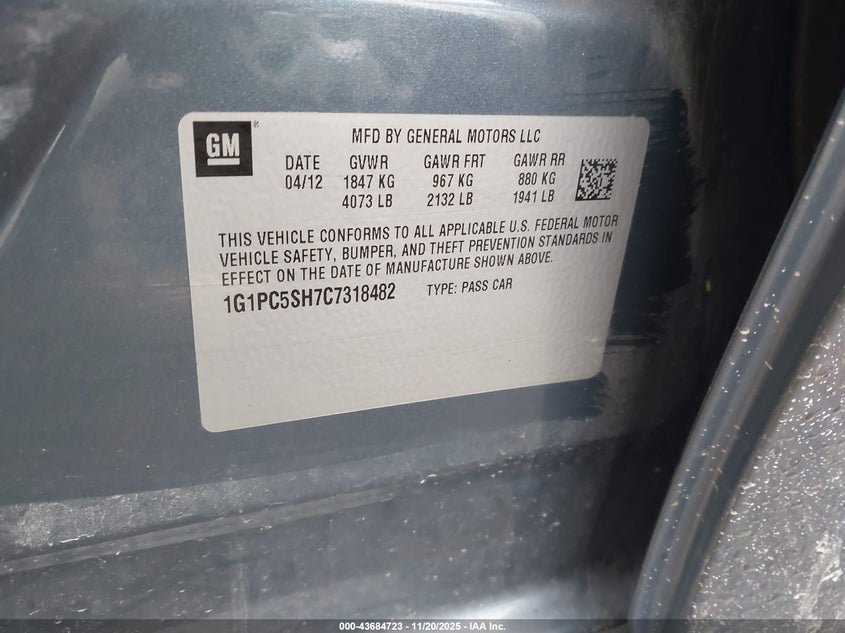 GM ®
MFD BY GENERAL MOTORS LLC
DATE GVWR GAWR FRT GAWR RR
04/12 1847 KG 967 KG 880 KG
4073 LB 2132 LB 1941 LB
THIS VEHICLE CONFORMS TO ALL APPLICABLE U.S. FEDERAL MOTOR
VEHICLE SAFETY, BUMPER, AND THEFT PREVENTION STANDARDS IN
EFFECT ON THE DATE OF MANUFACTURE SHOWN ABOVE.
1G1PC5SH7C7318482 TYPE: PASS CAR
000-43684723 - 11/20/2025 - IAA Inc.